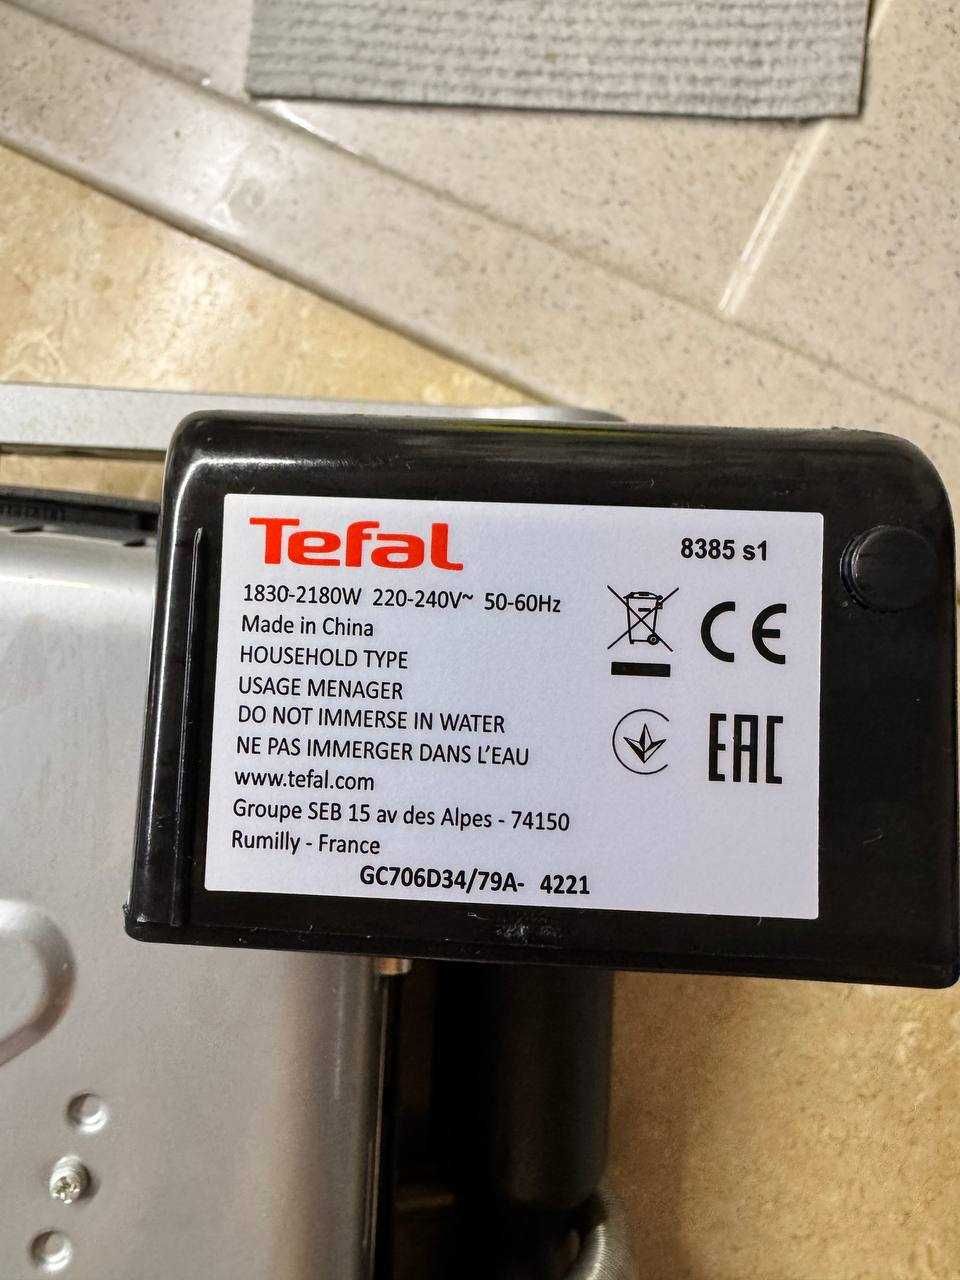 Tefal
8385 s1
1830-2180W 220-240V~ 50-60Hz
Made in China
HOUSEHOLD TYPE
USAGE MENAGER
DO NOT IMMERSE IN WATER
NE PAS IMMERGER DANS L'EAU
www.tefal.com
Groupe SEB 15 av des Alpes - 74150
Rumilly - France
GC706D34/79A- 4221
CE
EAC